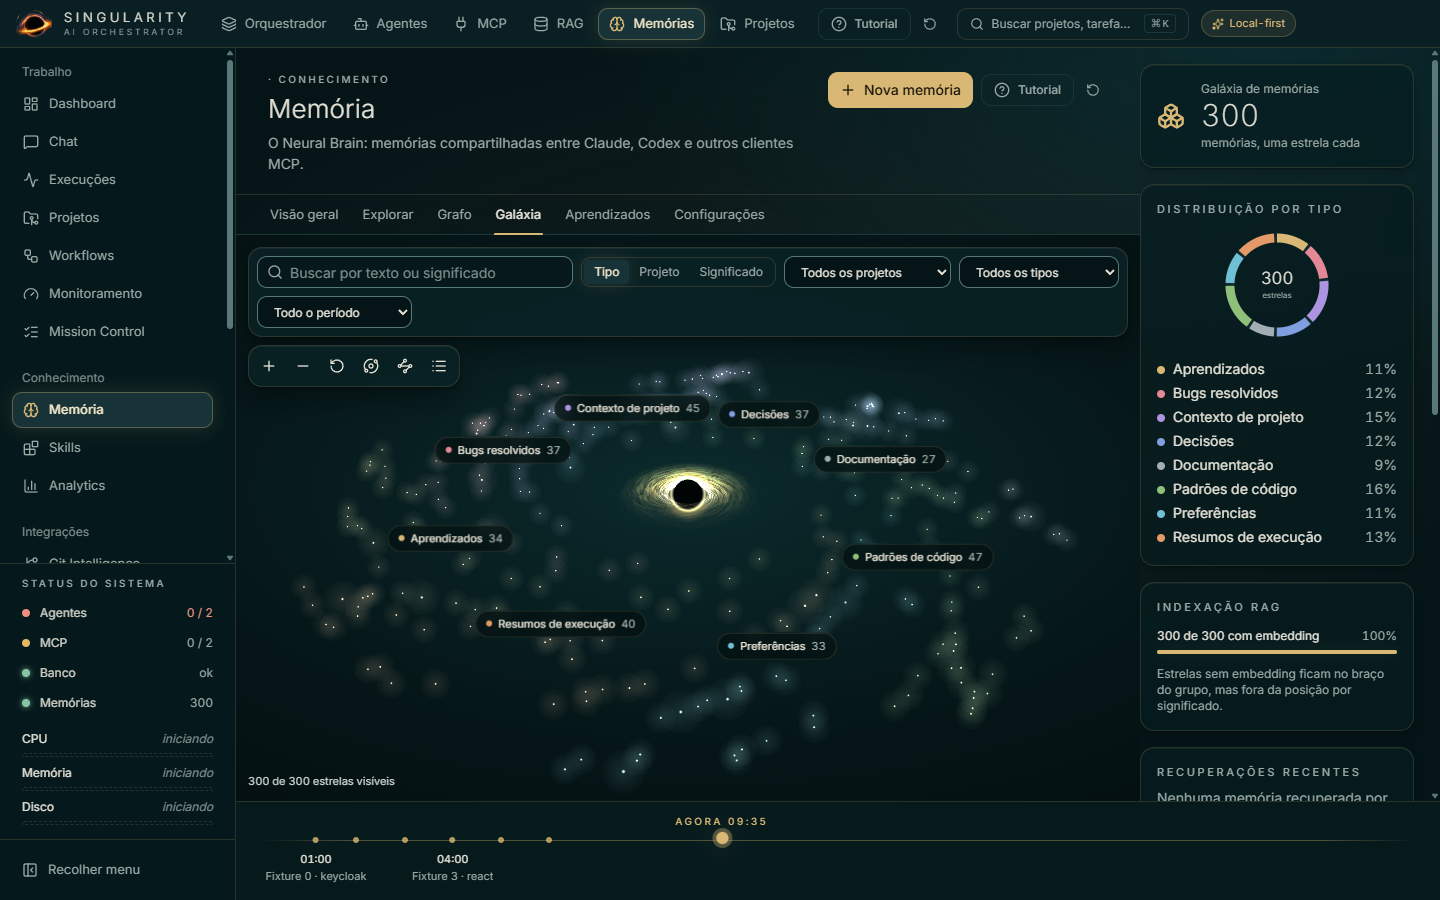 SINGULARITY
AI ORCHESTRATOR
Orquestrador
Agentes
MCP
RAG
Memórias
Projetos
Tutorial
Buscar projetos, tarefa...
⌘K
Local-first
Trabalho
Dashboard
Chat
Execuções
Projetos
Workflows
Monitoramento
Mission Control
Conhecimento
Memória
Skills
Analytics
Integrações
Git Intelligence
STATUS DO SISTEMA
Agentes 0 / 2
MCP 0 / 2
Banco ok
Memórias 300
CPU iniciando
Memória iniciando
Disco iniciando
Recolher menu
· CONHECIMENTO
Memória
O Neural Brain: memórias compartilhadas entre Claude, Codex e outros clientes
MCP.
Nova memória
Tutorial
Visão geral
Explorar
Grafo
Galáxia
Aprendizados
Configurações
Buscar por texto ou significado
Tipo
Projeto
Significado
Todos os projetos
Todos os tipos
Todo o período
Contexto de projeto 45
Decisões 37
Bugs resolvidos 37
Documentação 27
Aprendizados 34
Padrões de código 47
Resumos de execução 40
Preferências 33
300 de 300 estrelas visíveis
Galáxia de memórias
300
memórias, uma estrela cada
DISTRIBUIÇÃO POR TIPO
300
estrelas
Aprendizados 11%
Bugs resolvidos 12%
Contexto de projeto 15%
Decisões 12%
Documentação 9%
Padrões de código 16%
Preferências 11%
Resumos de execução 13%
INDEXAÇÃO RAG
300 de 300 com embedding 100%
Estrelas sem embedding ficam no braço
do grupo, mas fora da posição por
significado.
RECUPERAÇÕES RECENTES
Nenhuma memória recuperada por
AGORA 09:35
01:00
Fixture 0 · keycloak
04:00
Fixture 3 · react